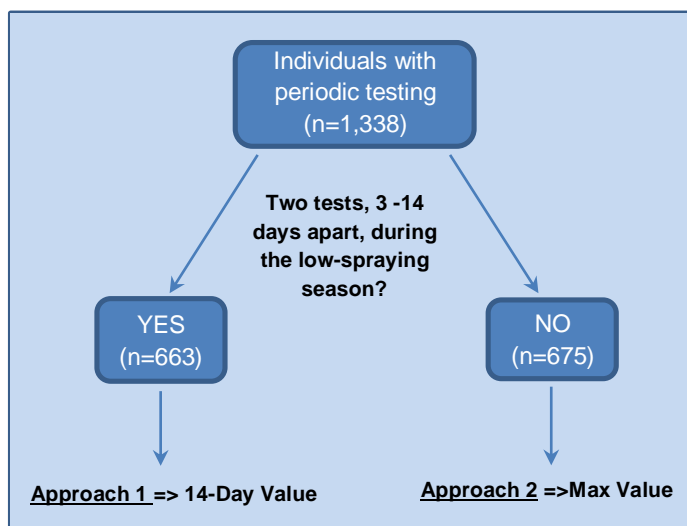 Individuals with
periodic testing
(n=1,338)
Two tests, 3 -14
days apart, during
the low-spraying
season?
YES
(n=663)
NO
(n=675)
Approach 1 => 14-Day Value
Approach 2 =>Max Value